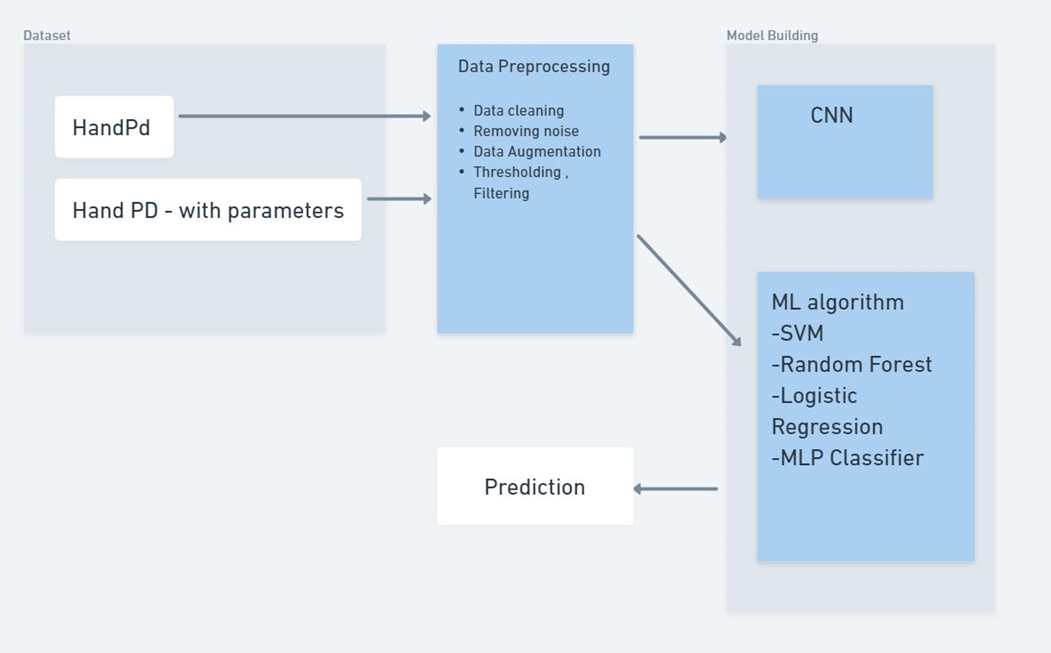 Dataset
HandPd
Hand PD - with parameters
Data Preprocessing
• Data cleaning
• Removing noise
• Data Augmentation
• Thresholding ,
Filtering
Model Building
CNN
ML algorithm
-SVM
-Random Forest
-Logistic
Regression
-MLP Classifier
Prediction